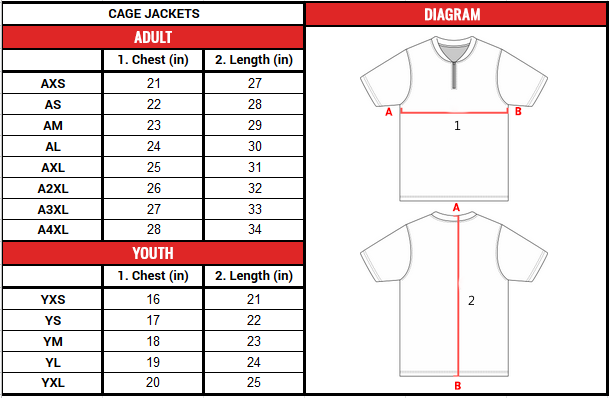 CAGE JACKETS
ADULT
1. Chest (in) 2. Length (in)
AXS 21 27
AS 22 28
AM 23 29
AL 24 30
AXL 25 31
A2XL 26 32
A3XL 27 33
A4XL 28 34
YOUTH
1. Chest (in) 2. Length (in)
YXS 16 21
YS 17 22
YM 18 23
YL 19 24
YXL 20 25
DIAGRAM
A B
1
A
2
B